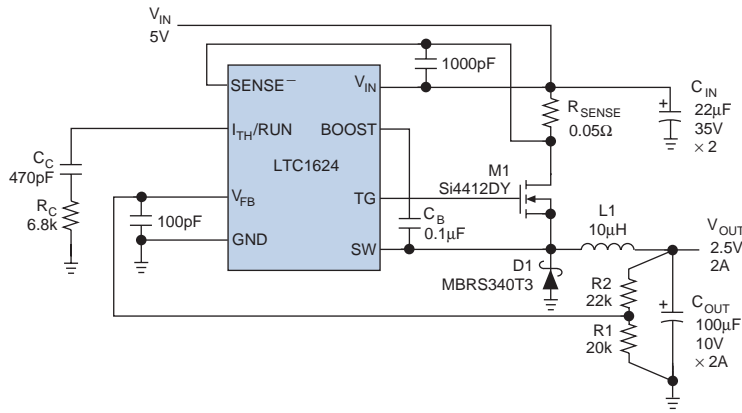 V_IN
5V
1000pF
SENSE−
V_IN
R_SENSE
0.05Ω
C_IN
22μF
35V
× 2
I_TH/RUN
BOOST
LTC1624
C_C
470pF
R_C
6.8k
M1
Si4412DY
V_FB
TG
100pF
C_B
0.1μF
L1
10μH
V_OUT
2.5V
2A
GND
SW
D1
MBRS340T3
R2
22k
C_OUT
100μF
10V
× 2A
R1
20k